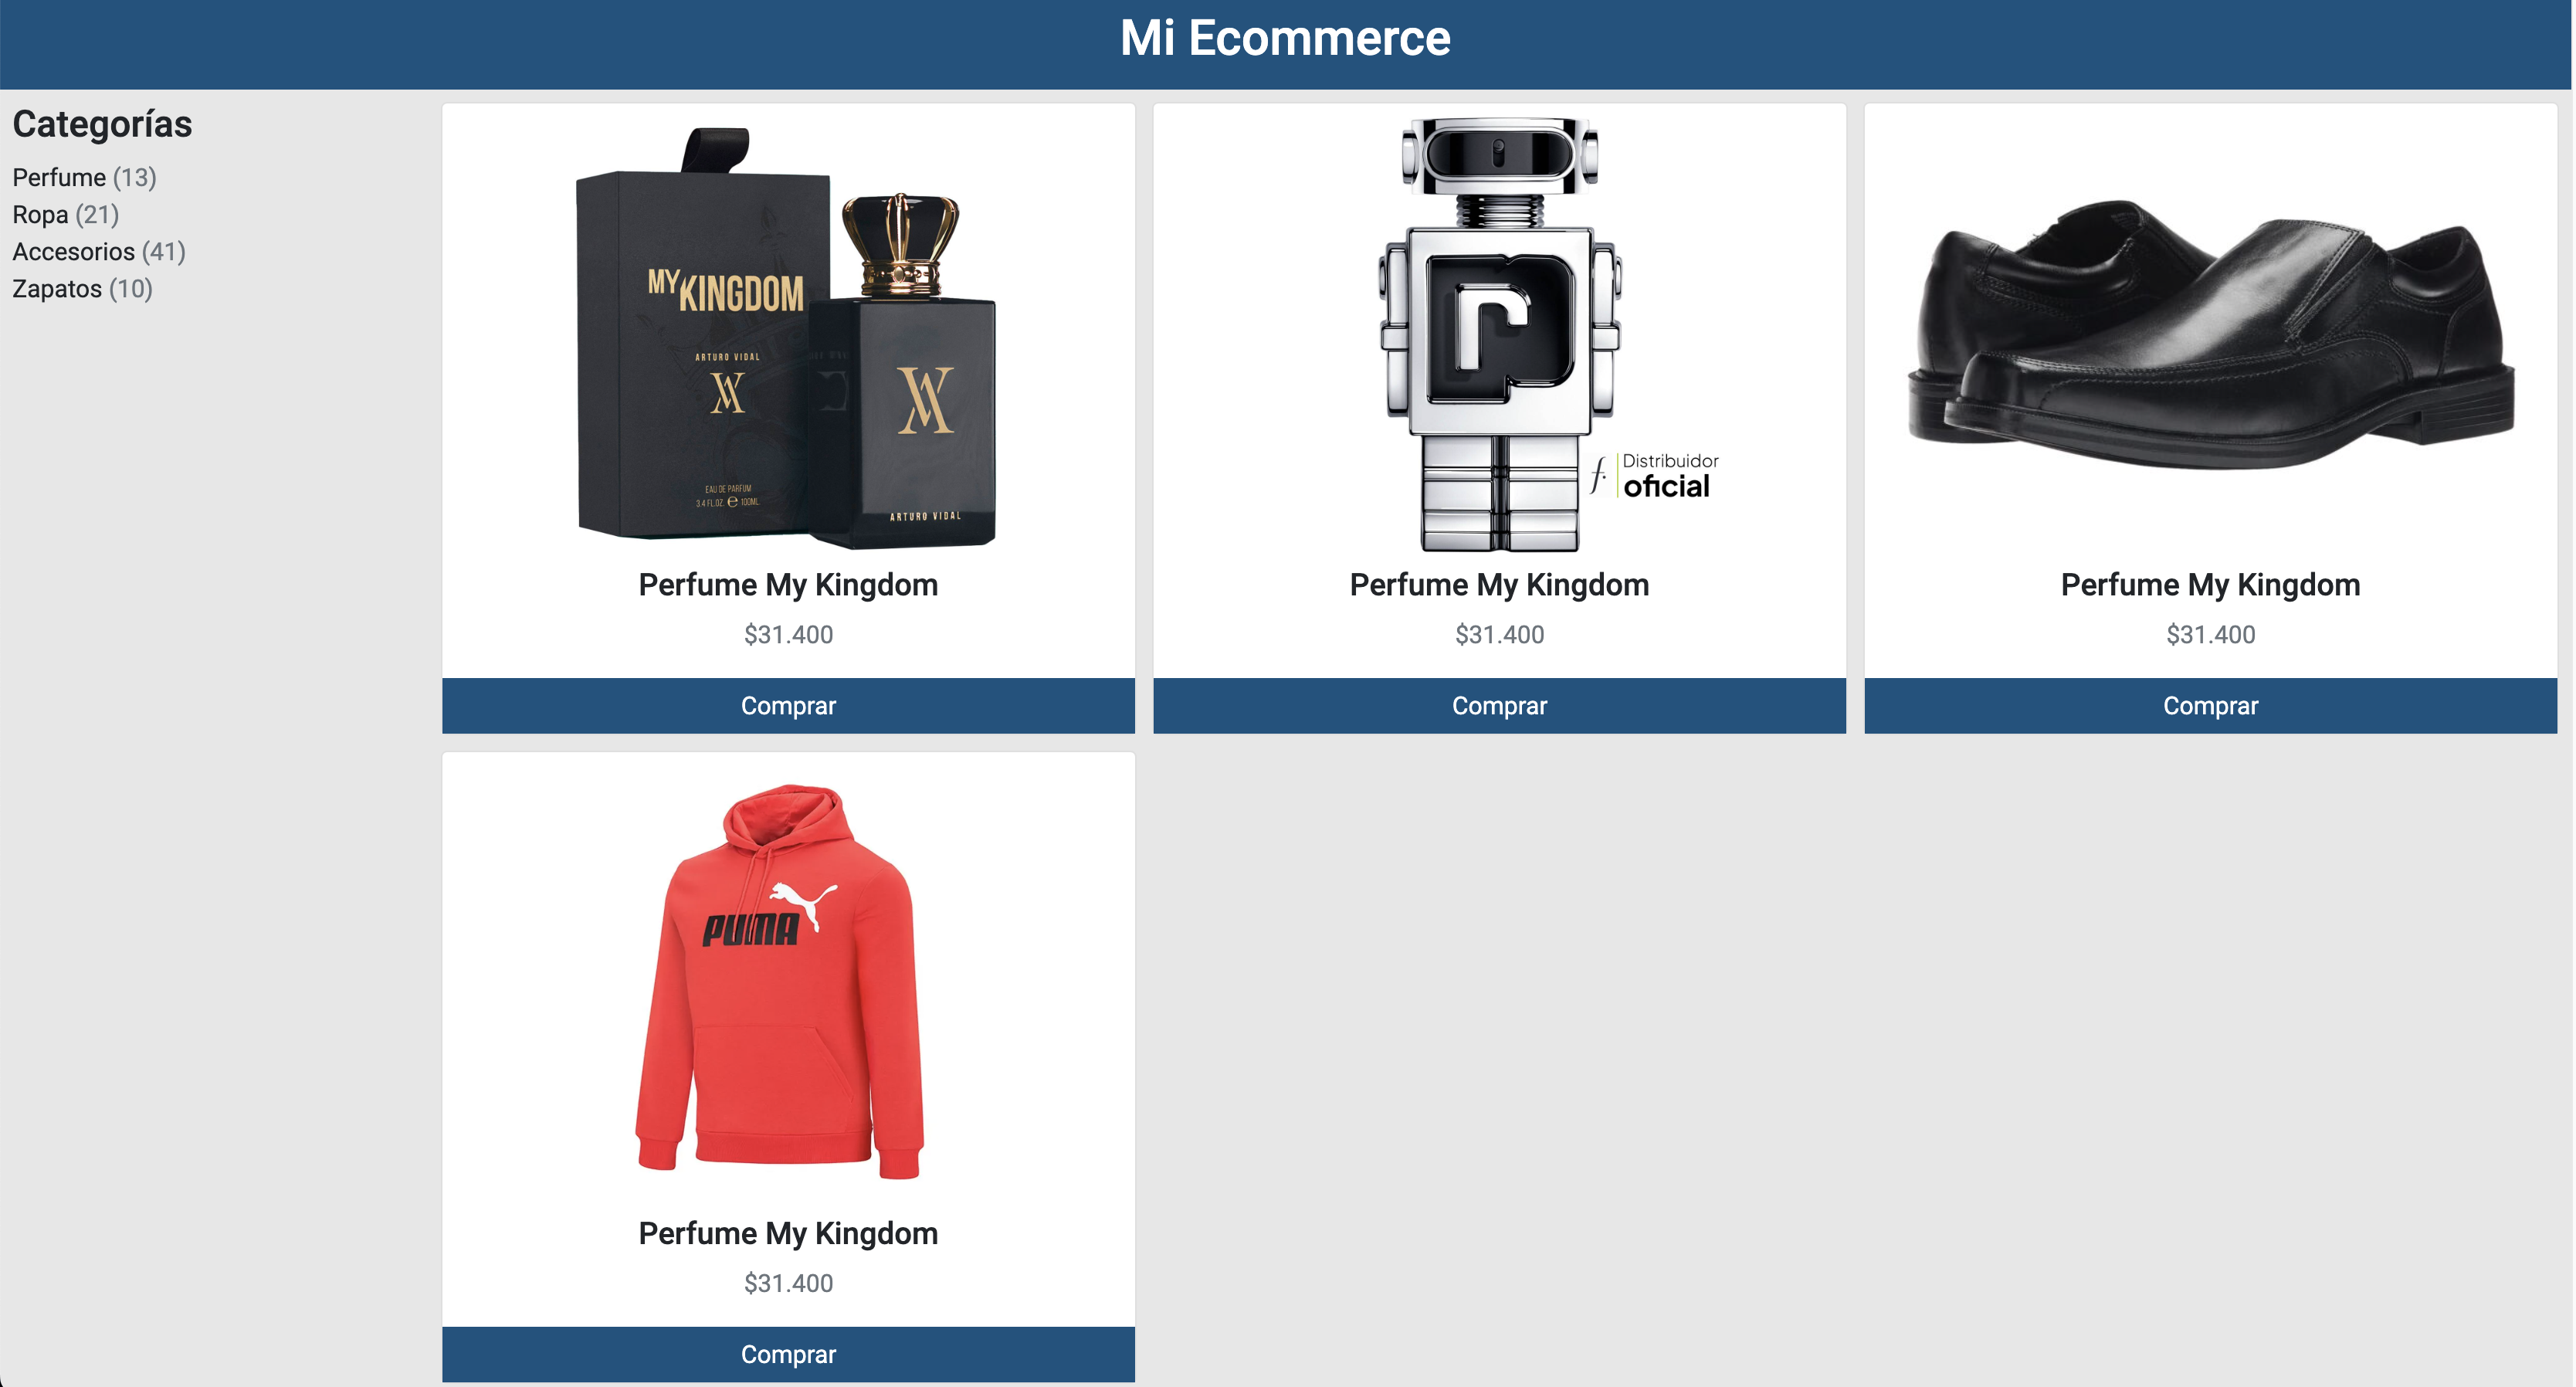 Mi Ecommerce
Categorías
Perfume (13)
Ropa (21)
Accesorios (41)
Zapatos (10)
MY KINGDOM
ARTURO VIDAL
EAU DE PARFUM
3.4 FL.OZ. e 100ML
ARTURO VIDAL
Perfume My Kingdom
$31.400
Comprar
Distribuidor
oficial
Perfume My Kingdom
$31.400
Comprar
Perfume My Kingdom
$31.400
Comprar
PUMA
Perfume My Kingdom
$31.400
Comprar